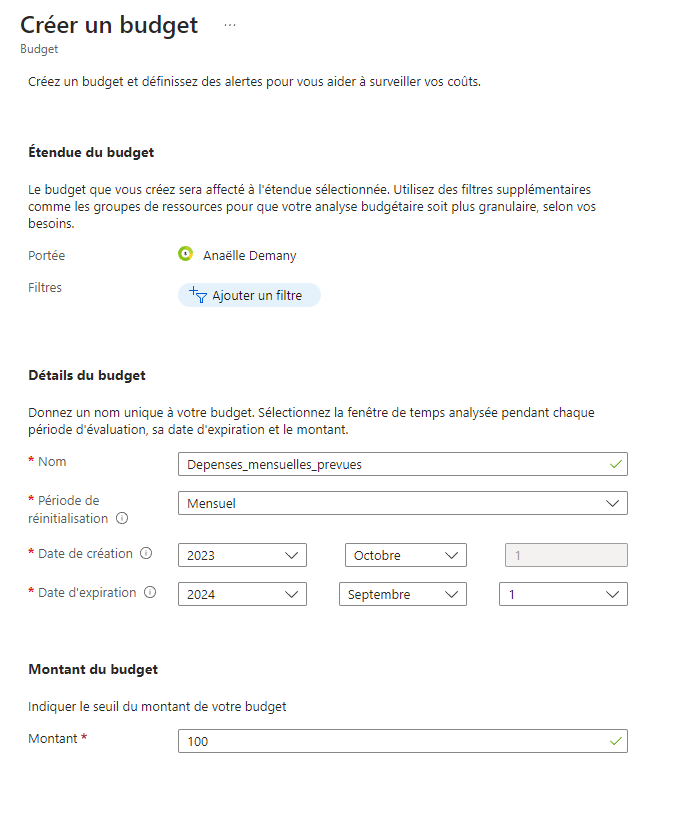 Créer un budget ...
Budget
Créez un budget et définissez des alertes pour vous aider à surveiller vos coûts.
Étendue du budget
Le budget que vous créez sera affecté à l'étendue sélectionnée. Utilisez des filtres supplémentaires
comme les groupes de ressources pour que votre analyse budgétaire soit plus granulaire, selon vos
besoins.
Portée Anaëlle Demany
Filtres Ajouter un filtre
Détails du budget
Donnez un nom unique à votre budget. Sélectionnez la fenêtre de temps analysée pendant chaque
période d'évaluation, sa date d'expiration et le montant.
* Nom Depenses_mensuelles_prevues
* Période de
réinitialisation Mensuel
* Date de création 2023 Octobre 1
* Date d'expiration 2024 Septembre 1
Montant du budget
Indiquer le seuil du montant de votre budget
Montant * 100